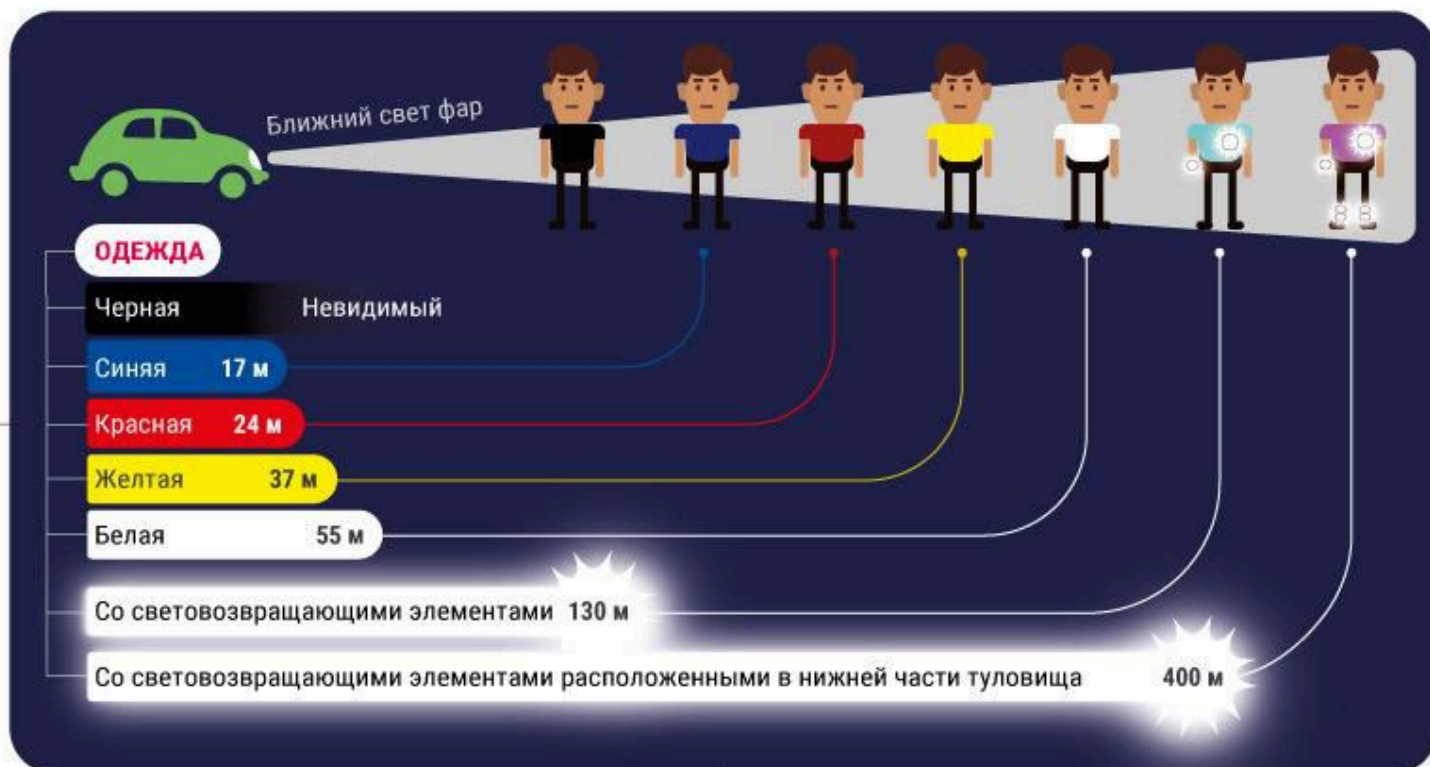 Ближний свет фар
ОДЕЖДА
Черная Невидимый
Синяя 17 м
Красная 24 м
Желтая 37 м
Белая 55 м
Со световозвращающими элементами 130 м
Со световозвращающими элементами расположенными в нижней части туловища 400 м